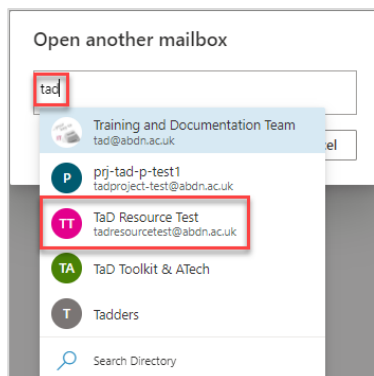 Open another mailbox
tad
Training and Documentation Team
tad@abdn.ac.uk
el
P
prj-tad-p-test1
tadproject-test@abdn.ac.uk
TT
TaD Resource Test
tadresourcetest@abdn.ac.uk
TA
TaD Toolkit & ATech
T
Tadders
Search Directory